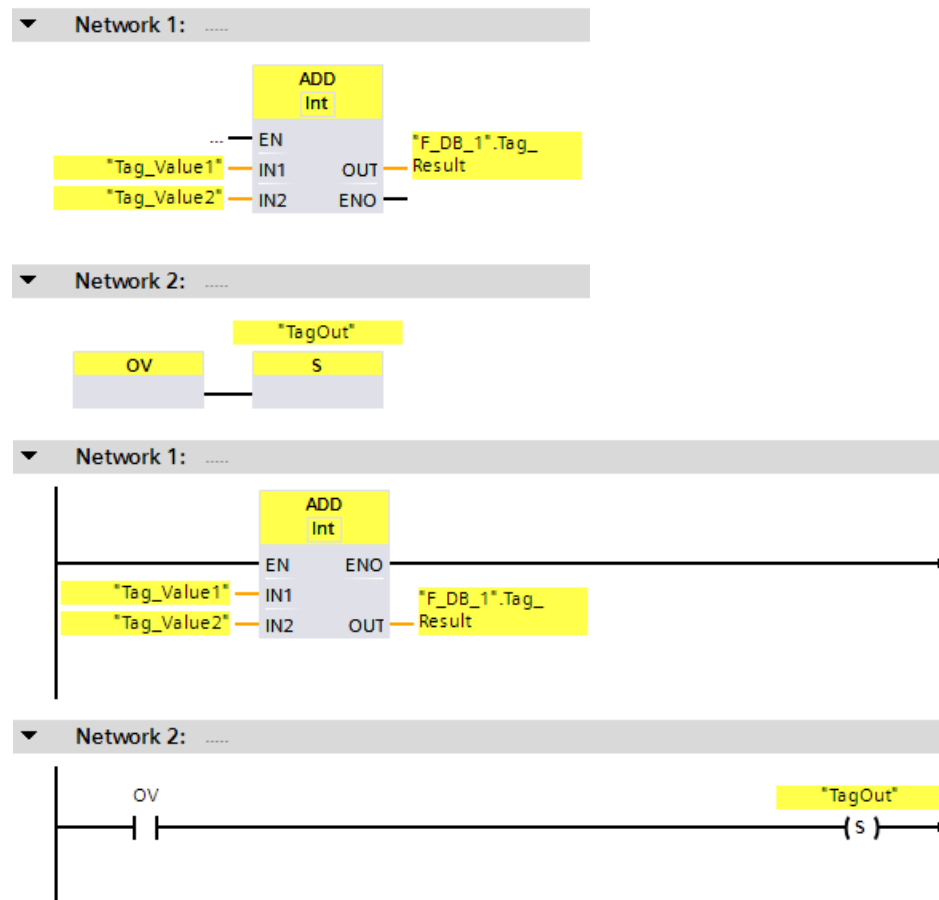 Network 1: .....
ADD
Int
... EN "F_DB_1".Tag_
"Tag_Value1" IN1 OUT Result
"Tag_Value2" IN2 ENO
Network 2: .....
"TagOut"
OV S
Network 1: .....
ADD
Int
EN ENO
"Tag_Value1" IN1 "F_DB_1".Tag_
"Tag_Value2" IN2 OUT Result
Network 2: .....
OV "TagOut"
( S )